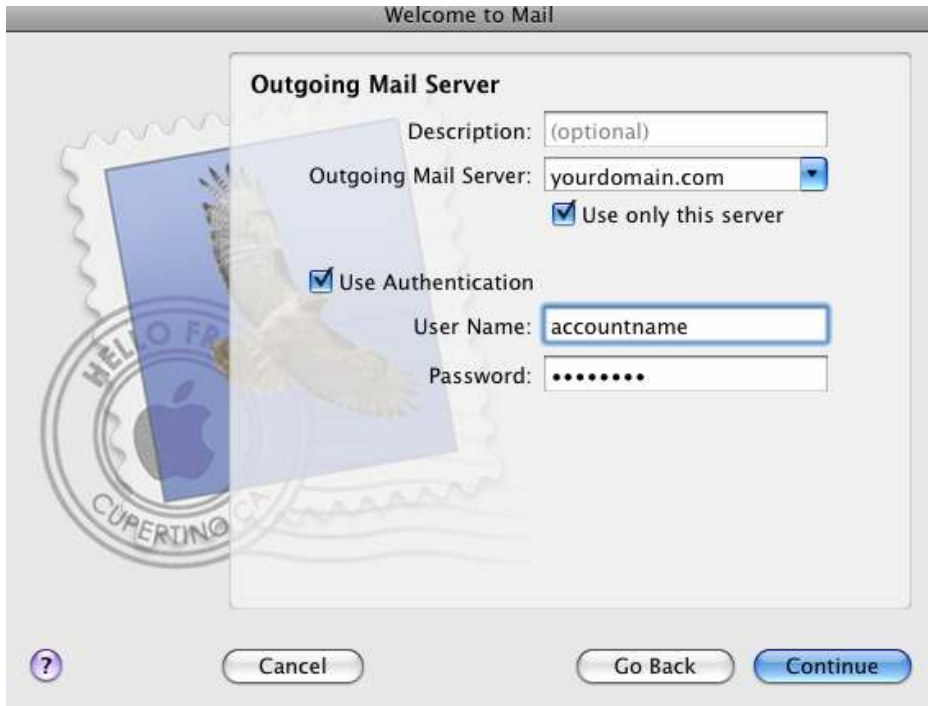 Welcome to Mail
Outgoing Mail Server
Description: (optional)
Outgoing Mail Server: yourdomain.com
Use only this server
Use Authentication
User Name: accountname
Password: ••••••••
HELLO FR
CUPERTINO CA
? Cancel Go Back Continue